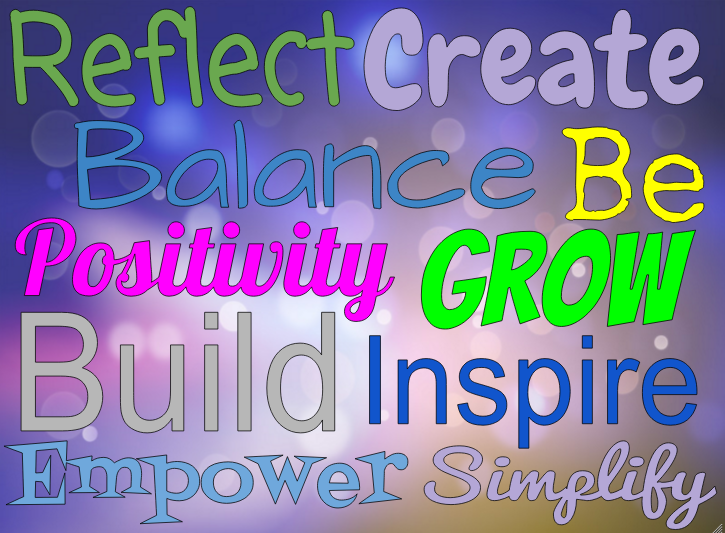 Reflect Create
Balance Be
Positivity GROW
Build Inspire
Empower Simplify